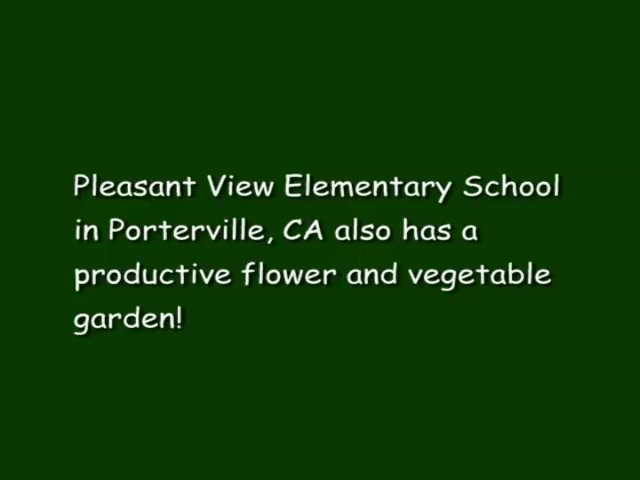 Pleasant View Elementary School
in Porterville, CA also has a
productive flower and vegetable
garden!